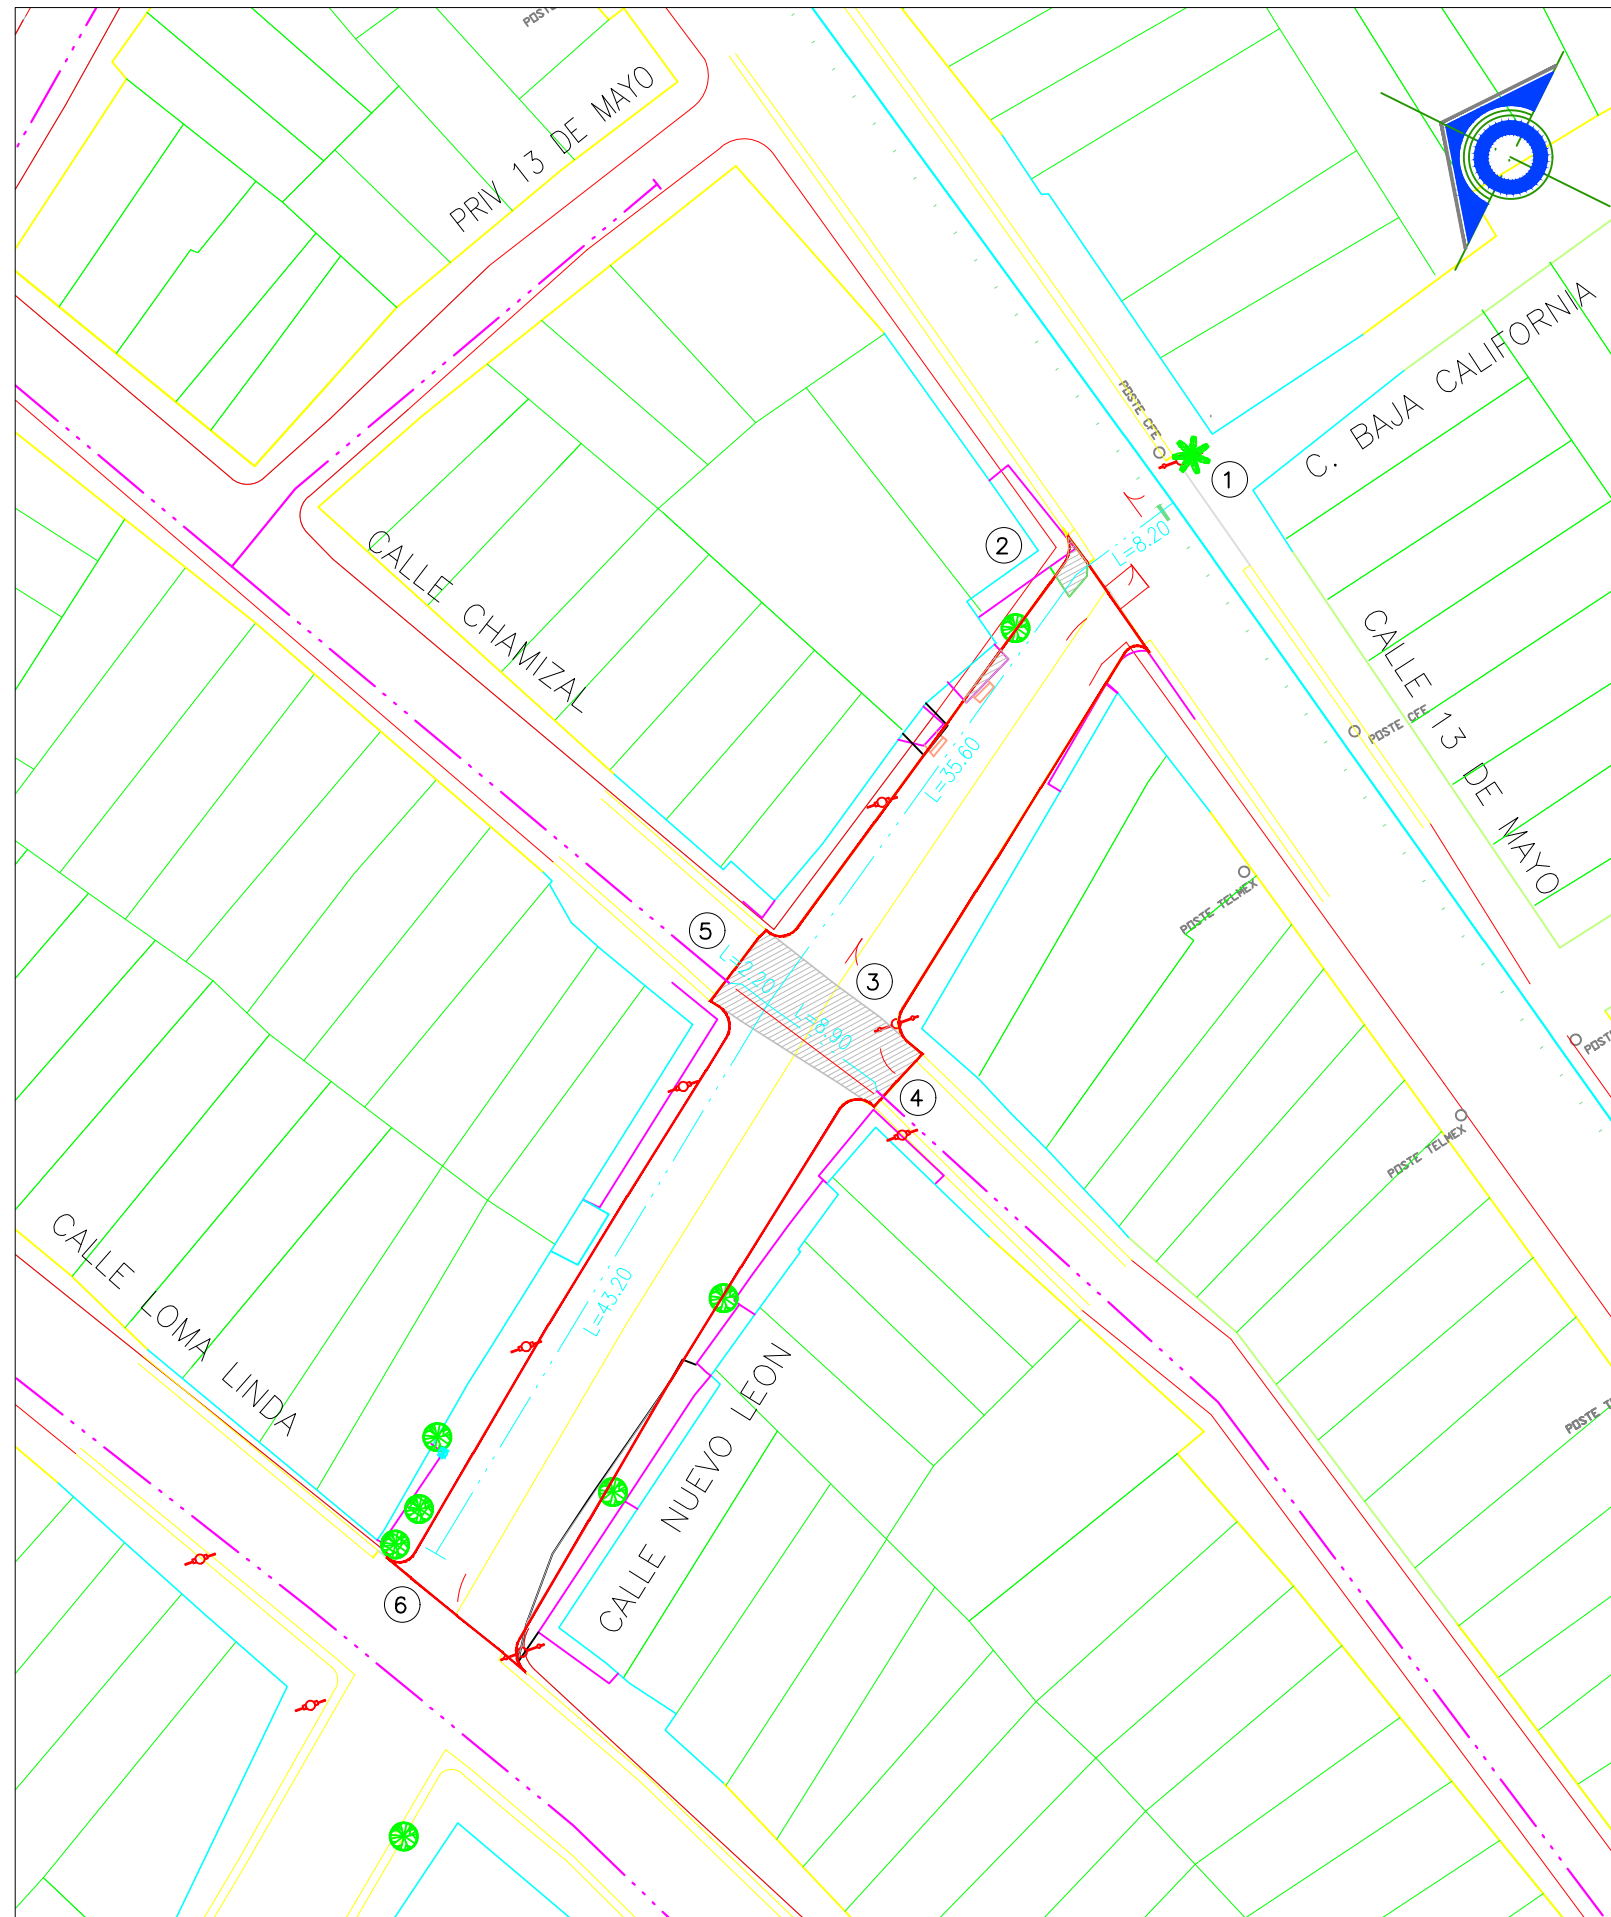 PRIV 13 DE MAYO
C. BAJA CALIFORNIA
POSTE CFE
1
L=8.20
2
CALLE CHAMIZAL
CALLE 13 DE MAYO
POSTE CFE
L=35.60
POSTE TELMEX
5
L=2.20
3
L=8.90
4
POSTE TELMEX
CALLE LOMA LINDA
L=43.20
CALLE NUEVO LEON
6